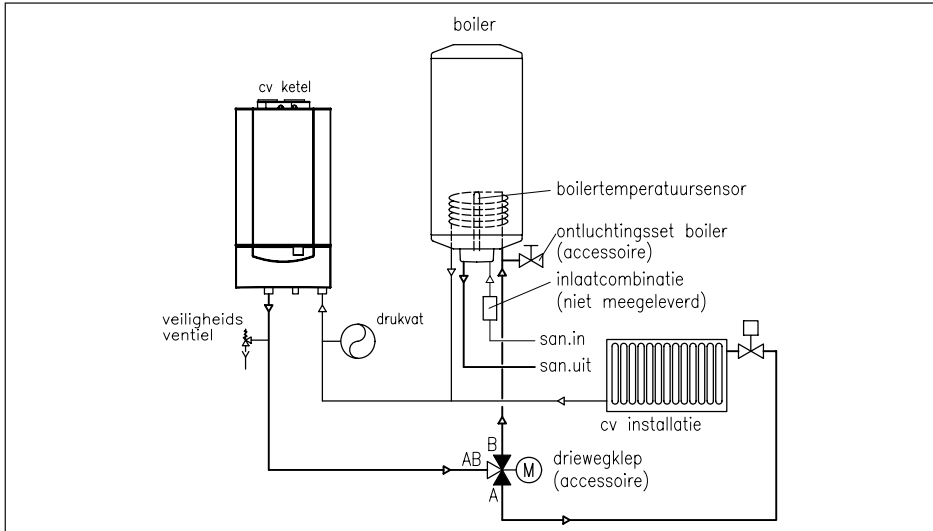 boiler
cv ketel
boilertemperatuursensor
ontluchtingsset boiler
(accessoire)
inlaatcombinatie
(niet meegeleverd)
veiligheids
ventiel
drukvat
san.in
san.uit
cv installatie
B
AB
M
driewegklep
(accessoire)
A